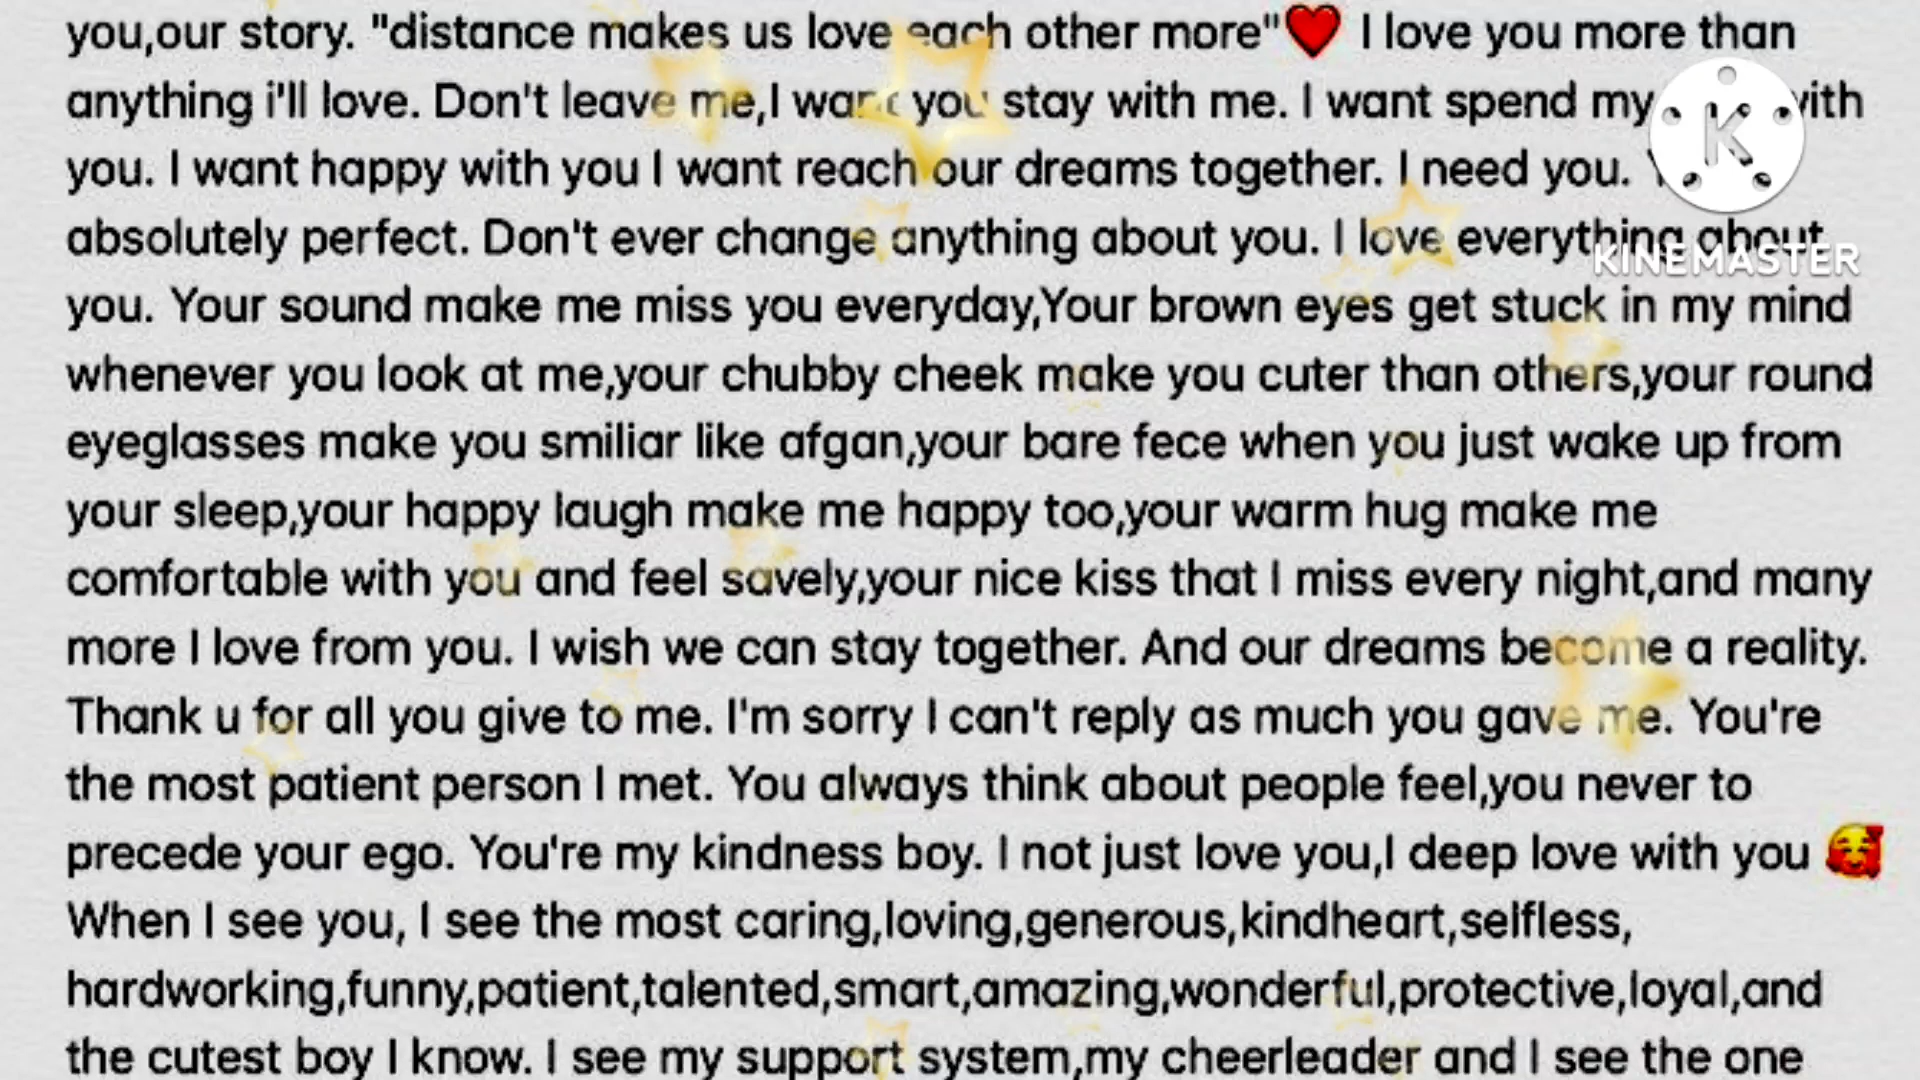 you,our story. "distance makes us love each other more"❤️ I love you more than
anything i'll love. Don't leave me,I want you stay with me. I want spend my with
you. I want happy with you I want reach our dreams together. I need you.
absolutely perfect. Don't ever change anything about you. I love everything about
you. Your sound make me miss you everyday,Your brown eyes get stuck in my mind
whenever you look at me,your chubby cheek make you cuter than others,your round
eyeglasses make you smiliar like afgan,your bare fece when you just wake up from
your sleep,your happy laugh make me happy too,your warm hug make me
comfortable with you and feel savely,your nice kiss that I miss every night,and many
more I love from you. I wish we can stay together. And our dreams become a reality.
Thank u for all you give to me. I'm sorry I can't reply as much you gave me. You're
the most patient person I met. You always think about people feel,you never to
precede your ego. You're my kindness boy. I not just love you,I deep love with you 🥰
When I see you, I see the most caring,loving,generous,kindheart,selfless,
hardworking,funny,patient,talented,smart,amazing,wonderful,protective,loyal,and
the cutest boy I know. I see my support system,my cheerleader and I see the one
K
KINEMASTER